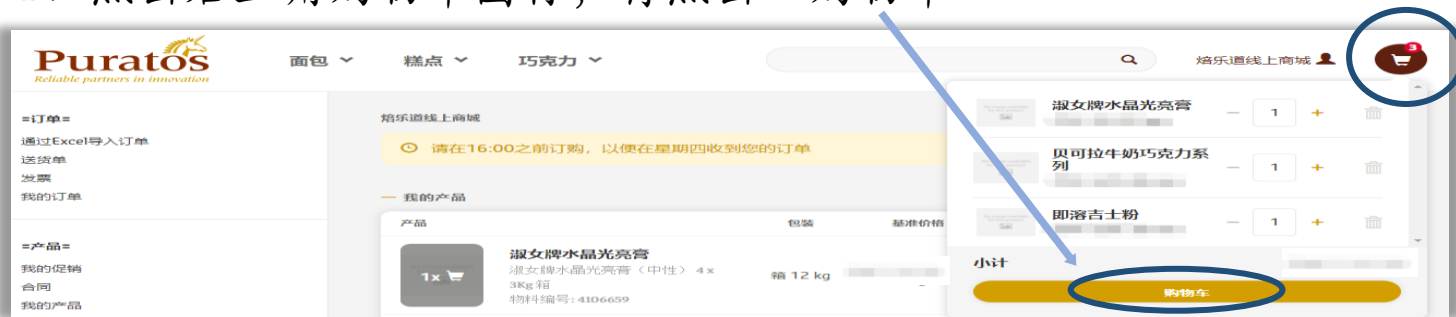 Puratos
Reliable partners in innovation
面包
糕点
巧克力
焙乐道线上商城
3
=订单=
通过Excel导入订单
送货单
发票
我的订单
=产品=
我的促销
合同
我的产品
焙乐道线上商城
请在16:00之前订购，以便在星期四收到您的订单
我的产品
产品 包装 基准价格
1x
淑女牌水晶光亮膏
淑女牌水晶光亮膏（中性） 4 x
3Kg 箱
物料编号: 4106659
箱 12 kg
-
淑女牌水晶光亮膏
− 1 +
贝可拉牛奶巧克力系
列
− 1 +
即溶吉士粉
− 1 +
小计
购物车